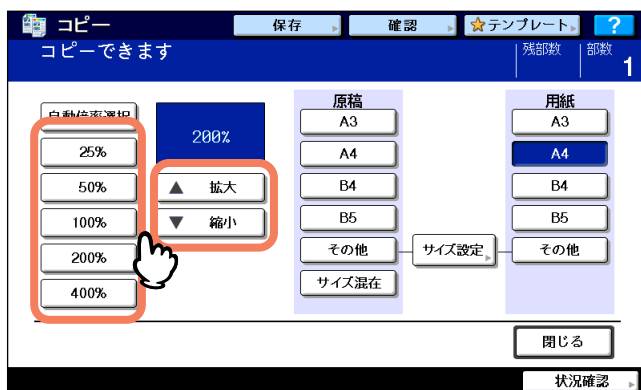 コピー
保存
確認
テンプレート
?
コピーできます
残部数
部数
1
自動倍率選択
25%
50%
100%
200%
400%
200%
▲ 拡大
▼ 縮小
原稿
A3
A4
B4
B5
その他
サイズ混在
サイズ設定
用紙
A3
A4
B4
B5
その他
閉じる
状況確認